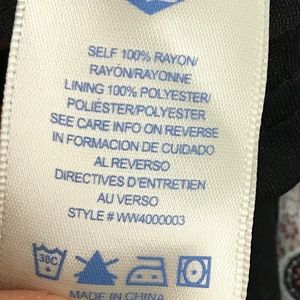 SELF 100% RAYON/
RAYON/RAYONNE
LINING 100% POLYESTER/
POLIÉSTER/POLYESTER
SEE CARE INFO ON REVERSE
IN FORMACION DE CUIDADO
AL REVERSO
DIRECTIVES D'ENTRETIEN
AU VERSO
STYLE # WW4000003
30C
MADE IN CHINA